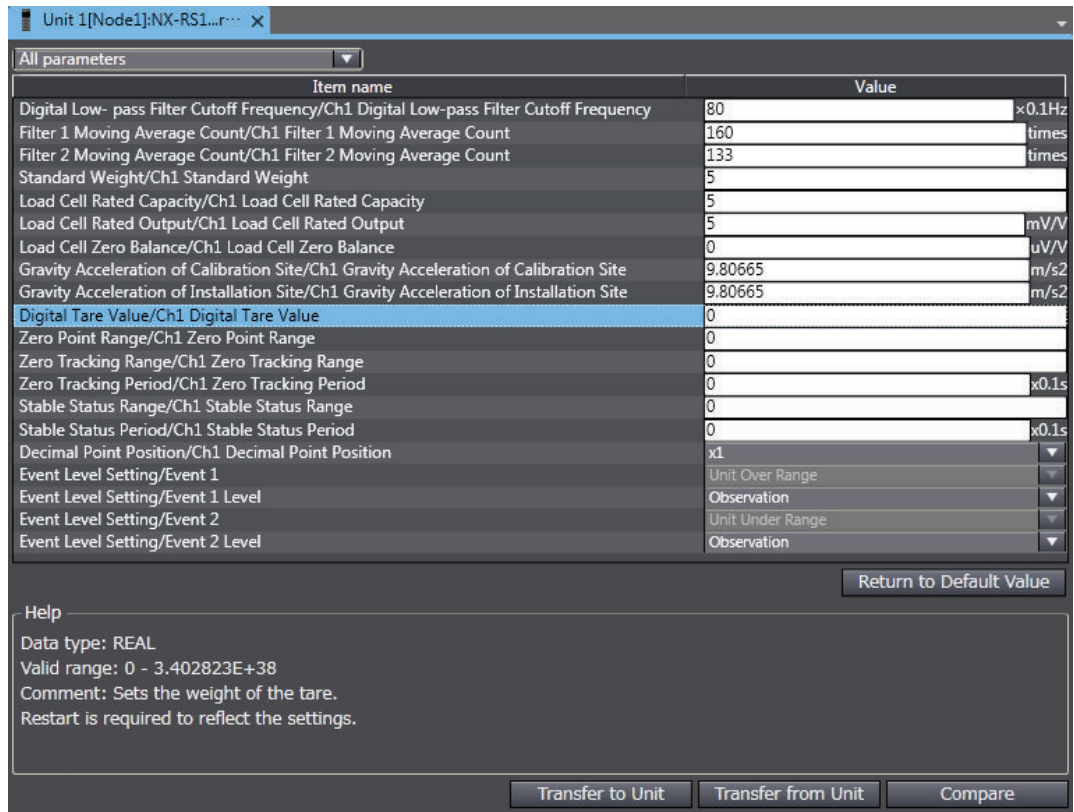 Unit 1[Node1]:NX-RS1...r···
All parameters
Item name Value
Digital Low- pass Filter Cutoff Frequency/Ch1 Digital Low-pass Filter Cutoff Frequency 80 ×0.1Hz
Filter 1 Moving Average Count/Ch1 Filter 1 Moving Average Count 160 times
Filter 2 Moving Average Count/Ch1 Filter 2 Moving Average Count 133 times
Standard Weight/Ch1 Standard Weight 5
Load Cell Rated Capacity/Ch1 Load Cell Rated Capacity 5
Load Cell Rated Output/Ch1 Load Cell Rated Output 5 mV/V
Load Cell Zero Balance/Ch1 Load Cell Zero Balance 0 uV/V
Gravity Acceleration of Calibration Site/Ch1 Gravity Acceleration of Calibration Site 9.80665 m/s2
Gravity Acceleration of Installation Site/Ch1 Gravity Acceleration of Installation Site 9.80665 m/s2
Digital Tare Value/Ch1 Digital Tare Value 0
Zero Point Range/Ch1 Zero Point Range 0
Zero Tracking Range/Ch1 Zero Tracking Range 0
Zero Tracking Period/Ch1 Zero Tracking Period 0 x0.1s
Stable Status Range/Ch1 Stable Status Range 0
Stable Status Period/Ch1 Stable Status Period 0 x0.1s
Decimal Point Position/Ch1 Decimal Point Position x1
Event Level Setting/Event 1 Unit Over Range
Event Level Setting/Event 1 Level Observation
Event Level Setting/Event 2 Unit Under Range
Event Level Setting/Event 2 Level Observation
Return to Default Value
Help
Data type: REAL
Valid range: 0 - 3.402823E+38
Comment: Sets the weight of the tare.
Restart is required to reflect the settings.
Transfer to Unit Transfer from Unit Compare